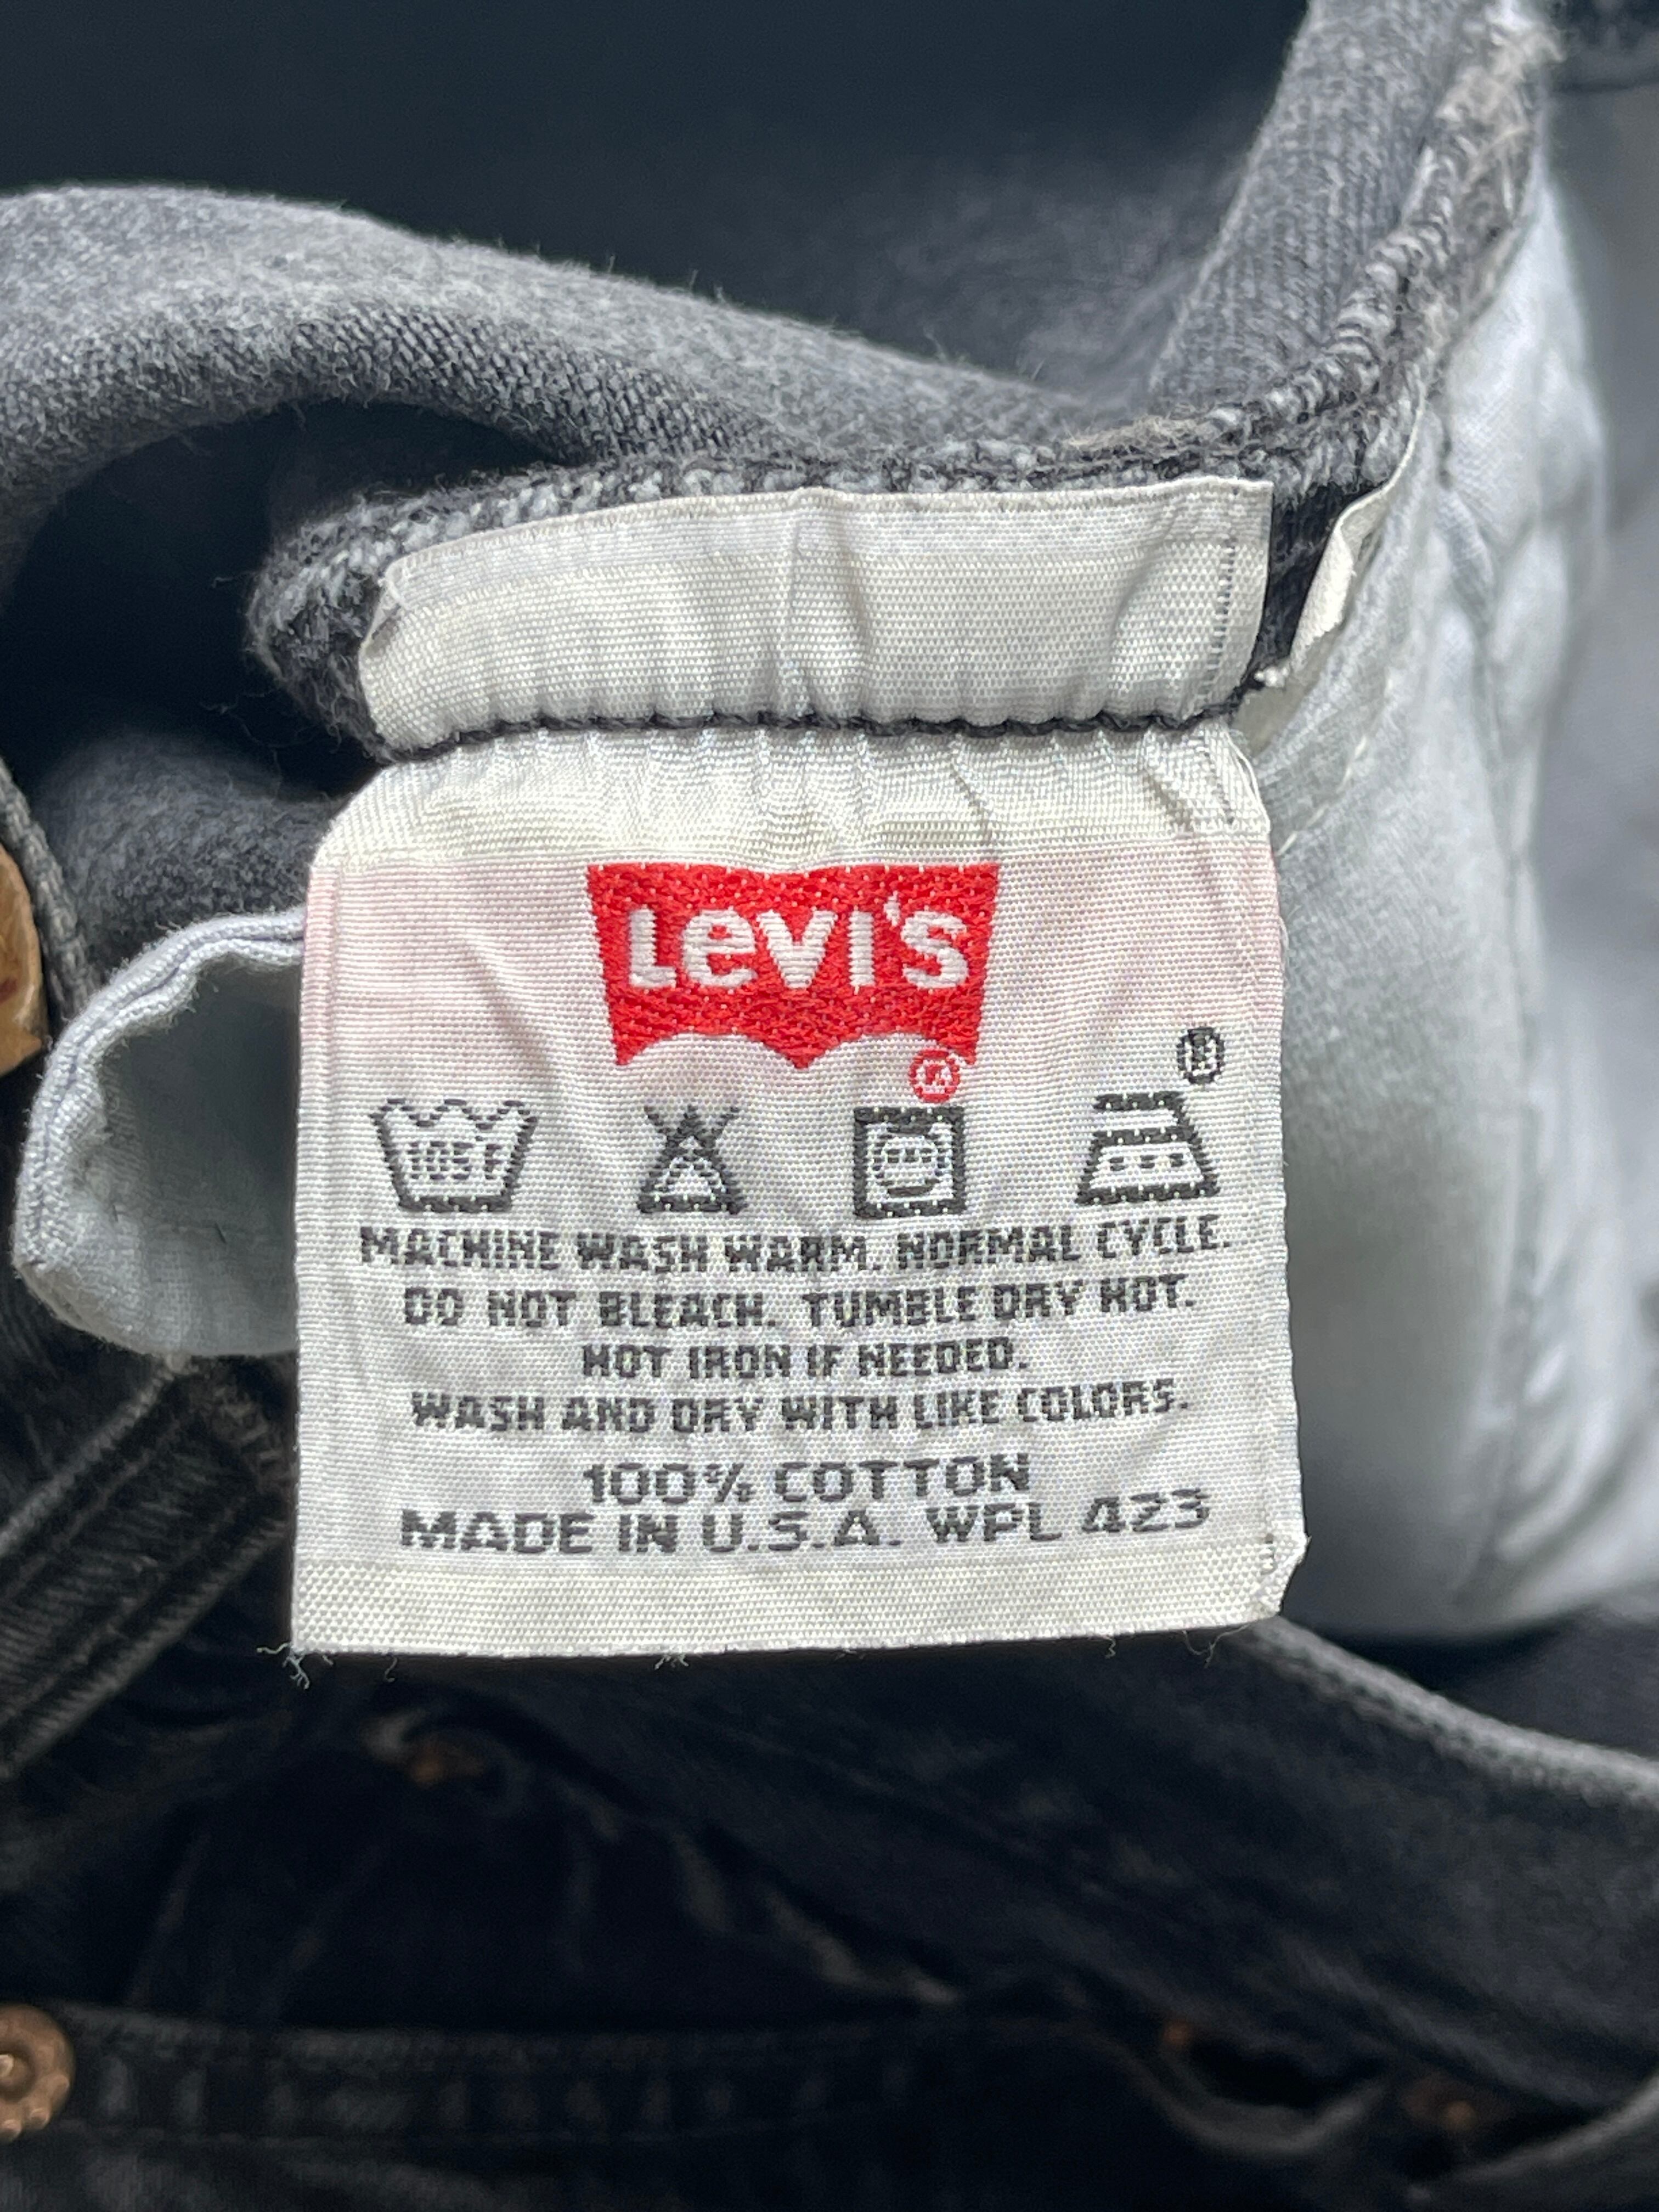 Levi's
®
®
105F
MACHINE WASH WARM. NORMAL CYCLE.
DO NOT BLEACH. TUMBLE DRY HOT.
HOT IRON IF NEEDED.
WASH AND DRY WITH LIKE COLORS.
100% COTTON
MADE IN U.S.A. WPL 423